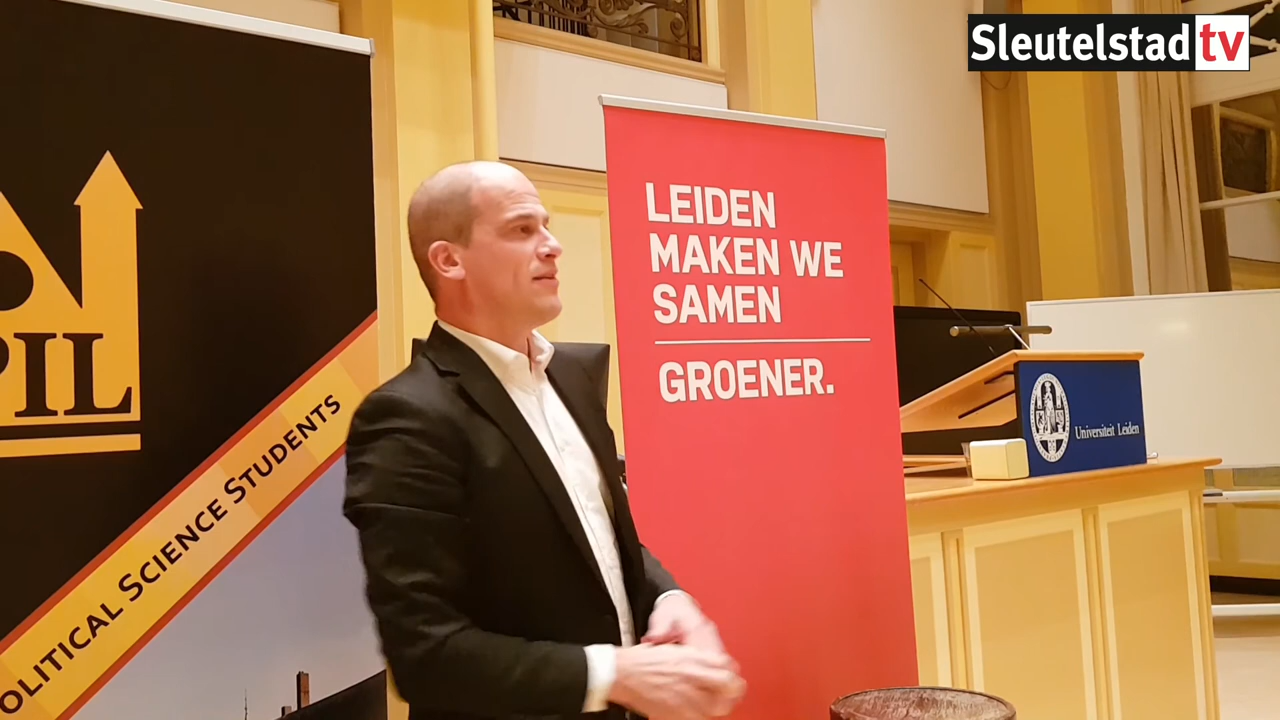 Sleutelstad tv
PIL
OLITICAL SCIENCE STUDENTS
LEIDEN
MAKEN WE
SAMEN
GROENER.
Universiteit Leiden